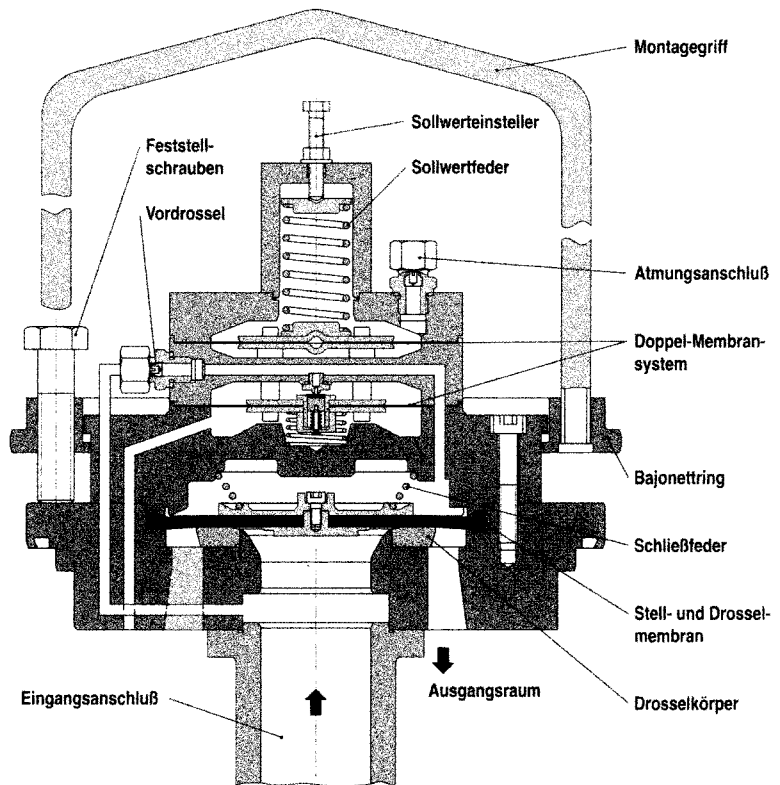 Montagegriff
Sollwerteinsteller
Feststell-
schrauben
Sollwertfeder
Vordrossel
Atmungsanschluß
Doppel-Membran-
system
Bajonettring
Schließfeder
Stell- und Drossel-
membran
Eingangsanschluß
Ausgangsraum
Drosselkörper